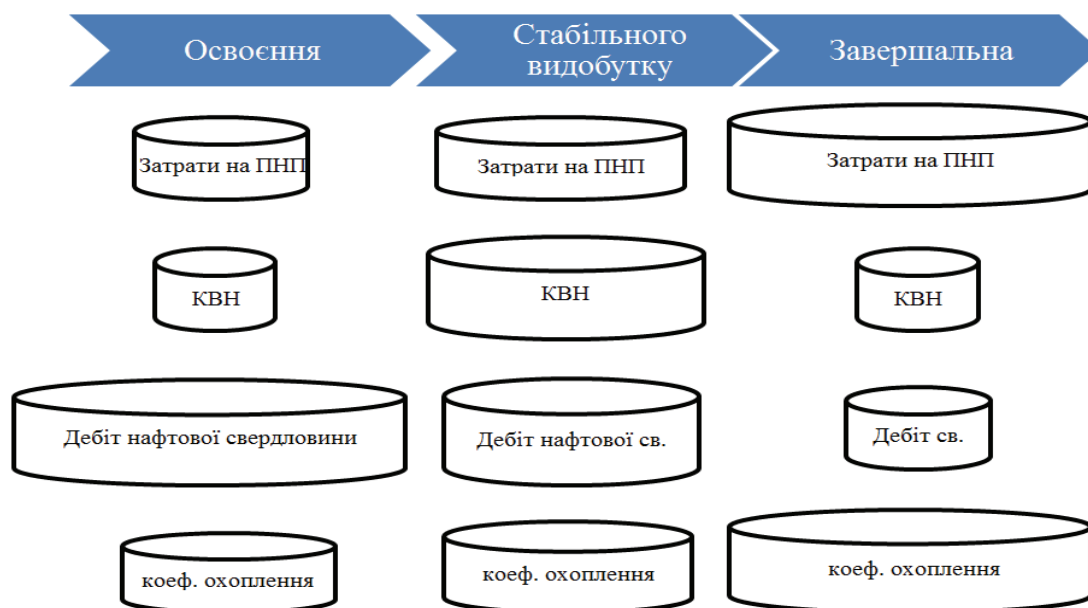 Освоєння
Стабільного
видобутку
Завершальна
Затрати на ПНП
Затрати на ПНП
Затрати на ПНП
КВН
КВН
КВН
Дебіт нафтової свердловини
Дебіт нафтової св.
Дебіт св.
коеф. охоплення
коеф. охоплення
коеф. охоплення